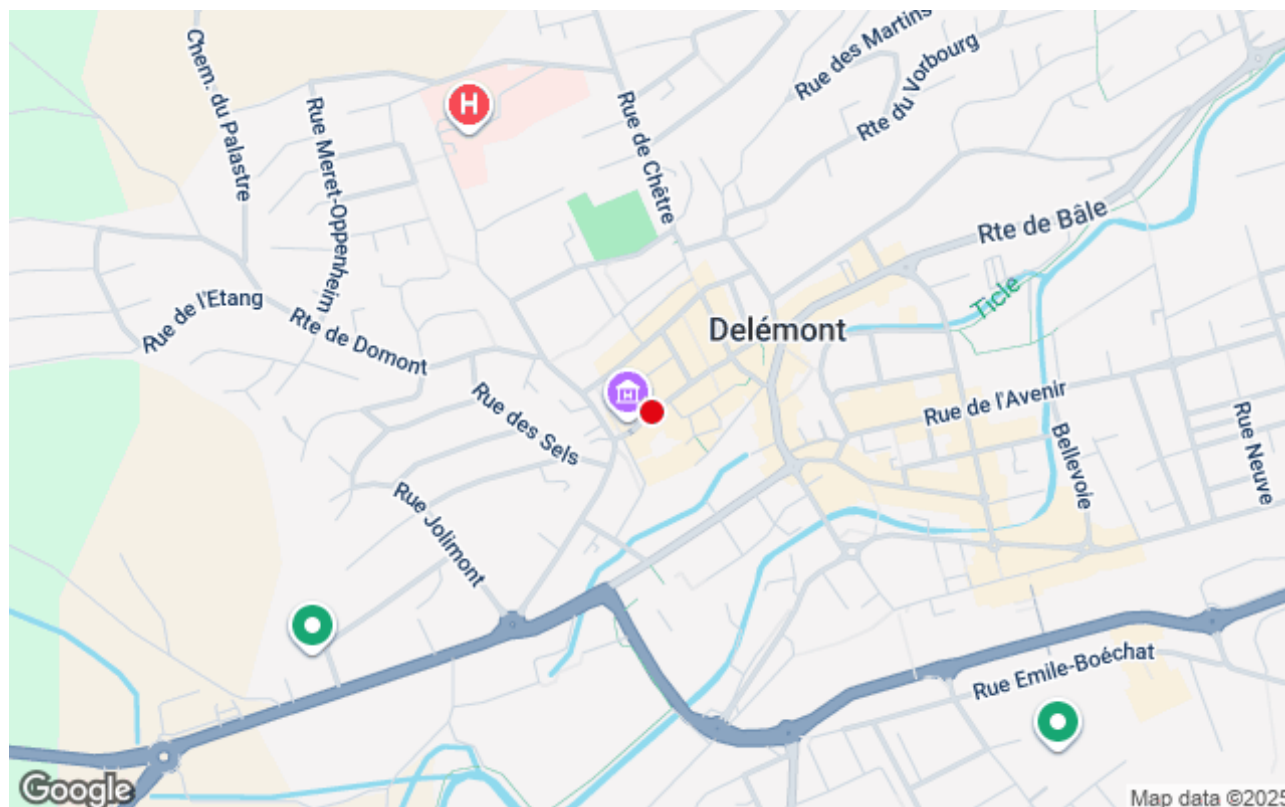 Chem. du Palastre
Rue Meret-Oppenheim
H
Rue de Chêtre
Rue des Martins
Rte du Vorbourg
Rte de Bâle
Ticle
Rue de l'Etang
Rte de Domont
Delémont
H
Rue des Sels
Rue de l'Avenir
Bellevoie
Rue Neuve
Rue Jolimont
Rue Emile-Boéchat
Google
Map data ©2025